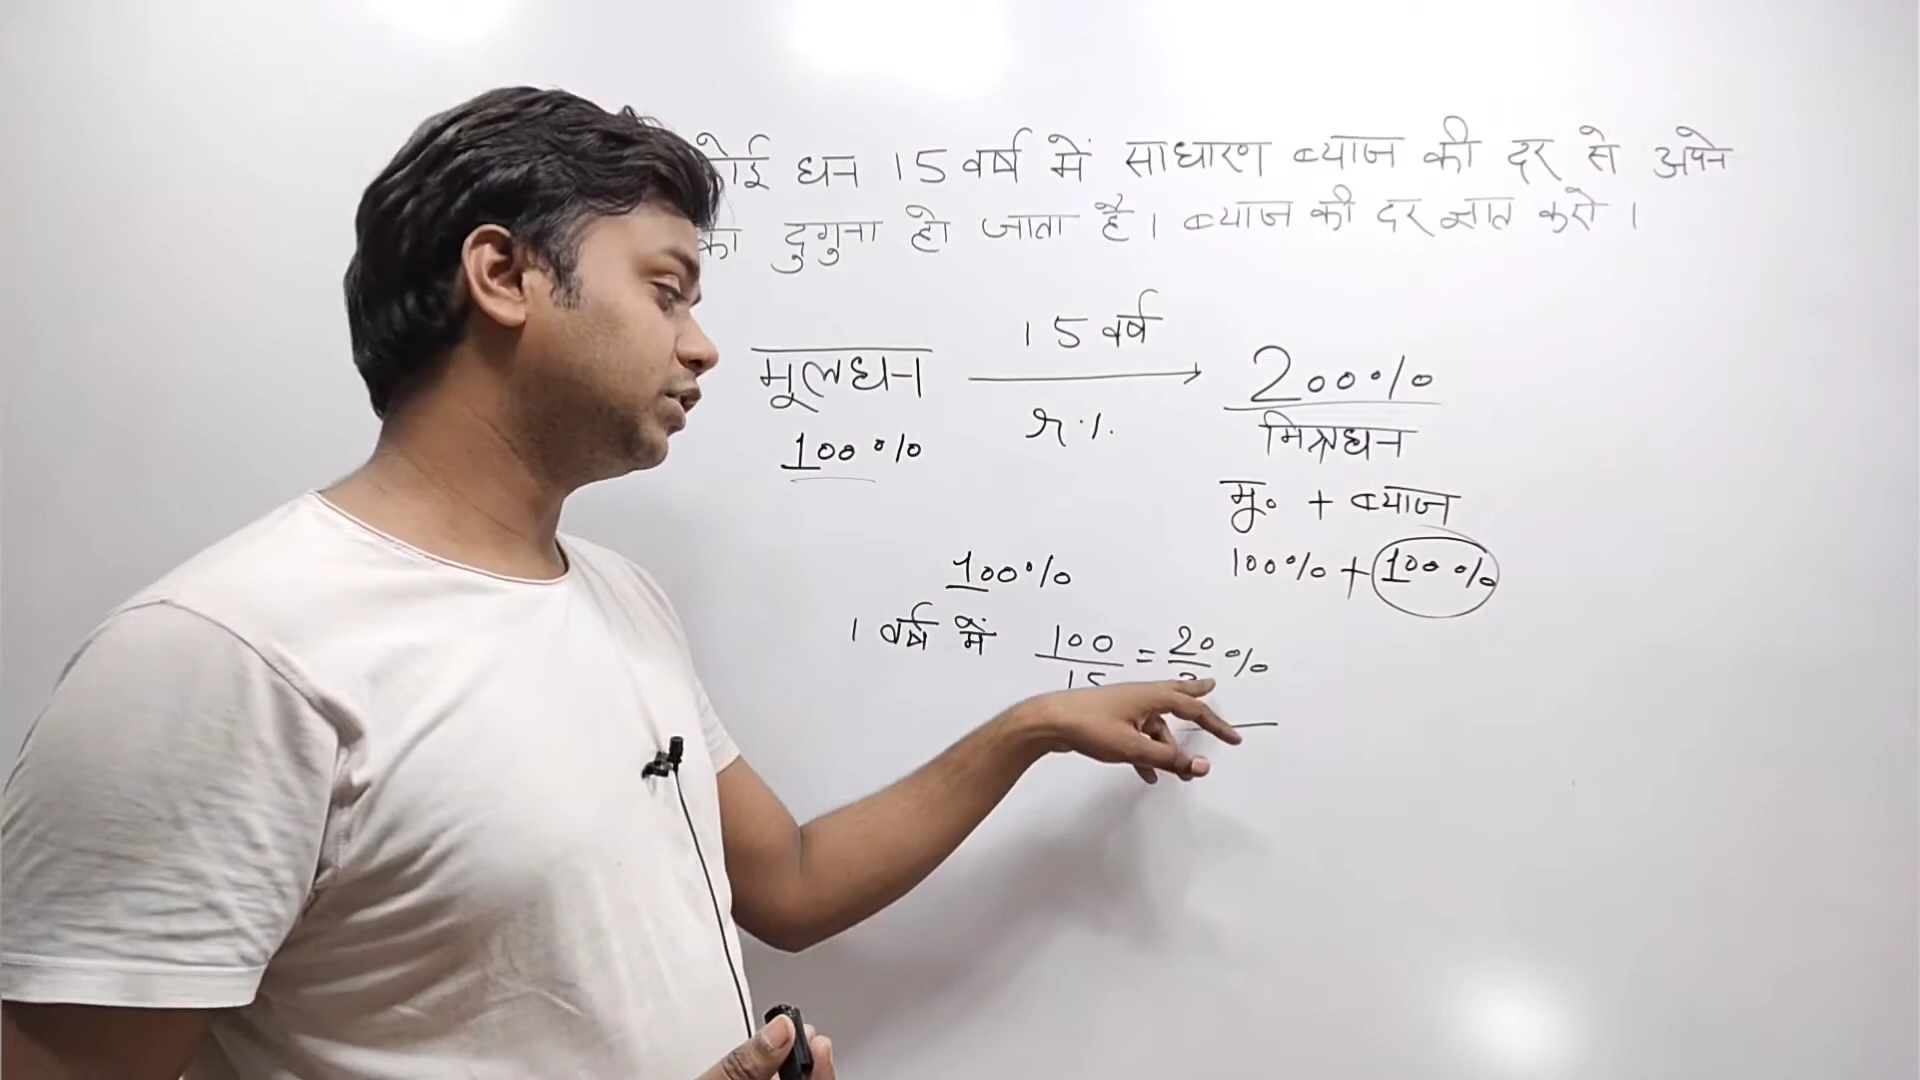 धन 15 वर्ष में साधारण ब्याज की दर से अपने
का दुगुना हो जाता है। ब्याज की दर ज्ञात करो।
15 वर्ष
मूलधन 200%
r%
मिश्रधन
100%
मू० + ब्याज
100% 100% + 100%
1 वर्ष में 100/15 = 20/ %